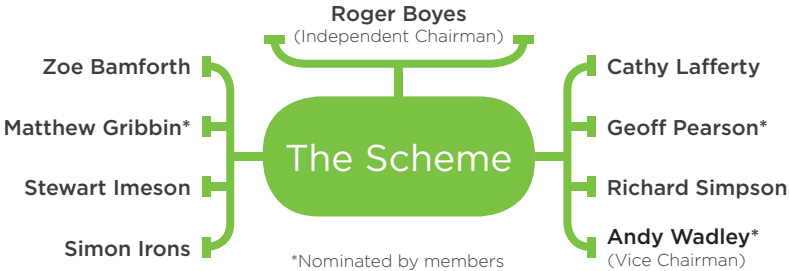 Roger Boyes
(Independent Chairman)
Zoe Bamforth
Matthew Gribbin*
Stewart Imeson
Simon Irons
The Scheme
Cathy Lafferty
Geoff Pearson*
Richard Simpson
Andy Wadley*
(Vice Chairman)
*Nominated by members